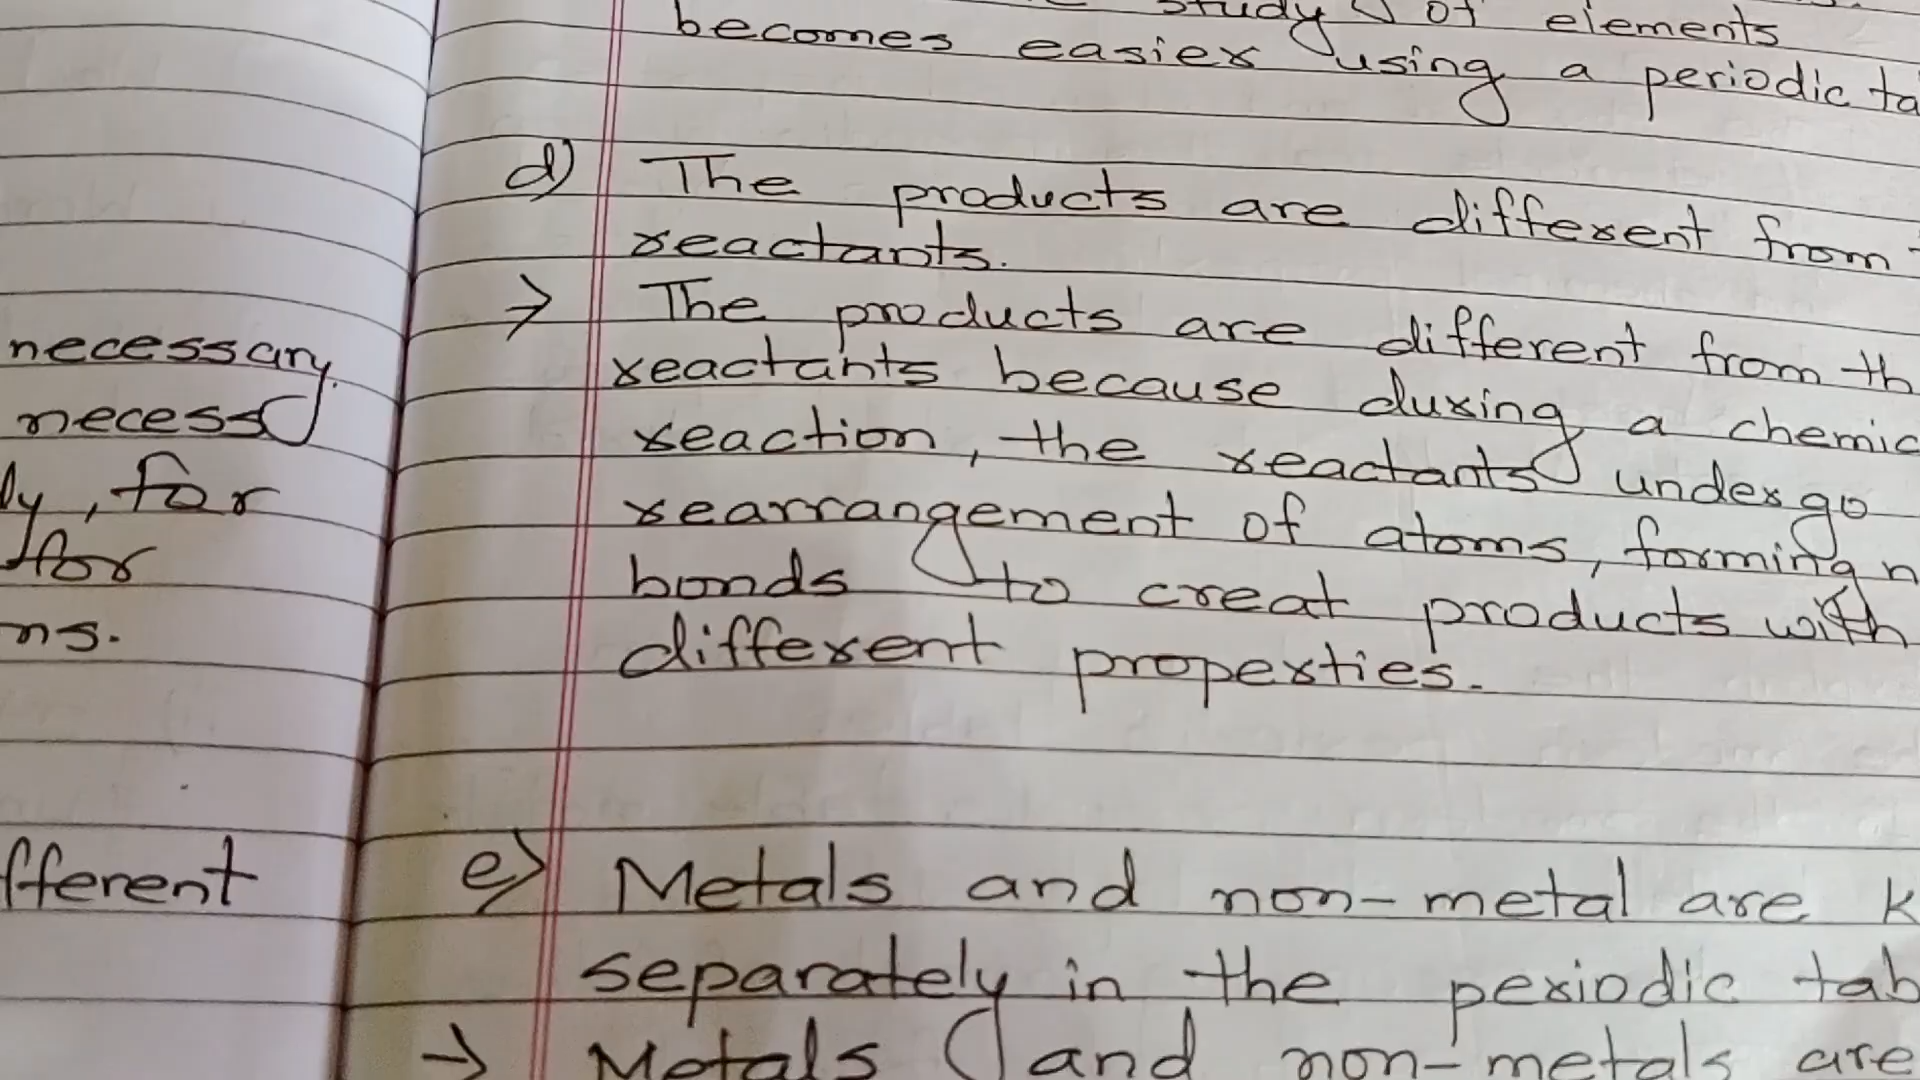 necessary.
necess
ly, for
for
ns.
fferent
study of elements
becomes easier using a periodic ta
d) The products are different from
reactants.
→ The products are different from th
reactants because during a chemic
reaction, the reactants undergo
rearrangement of atoms, forming n
bonds to creat products with
different properties.
e) Metals and non-metal are k
separately in the periodic tab
→ Metals and non-metals are